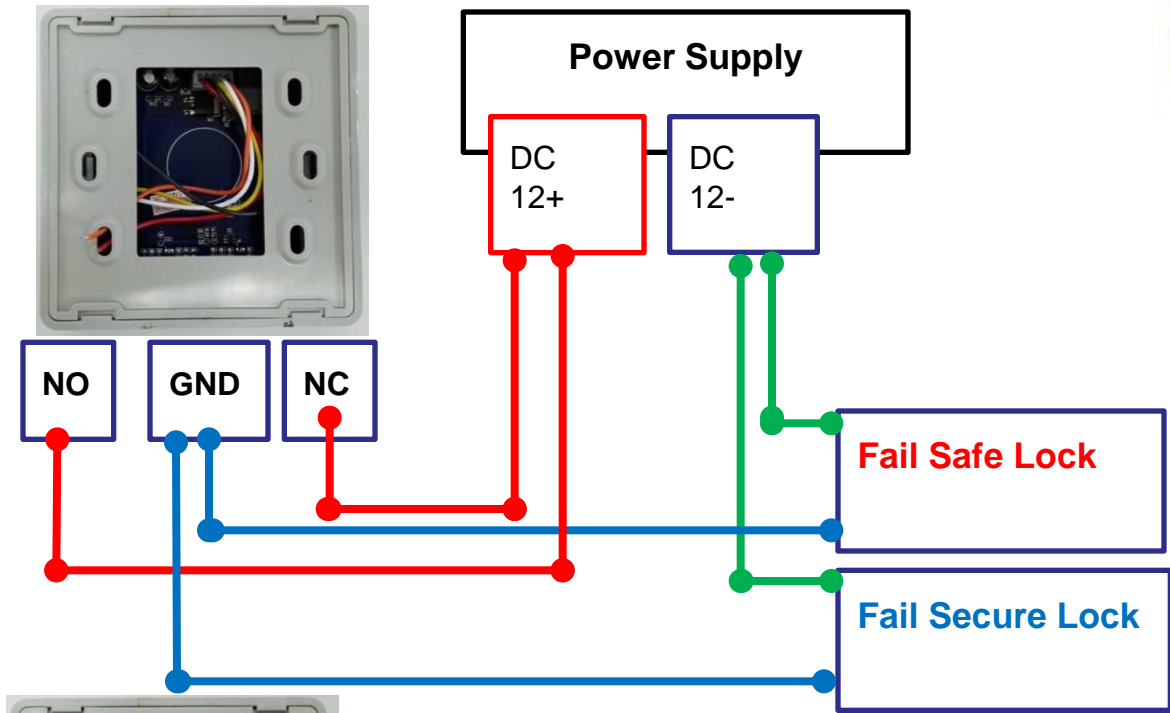 Power Supply
DC
12+
DC
12-
NO
GND
NC
Fail Safe Lock
Fail Secure Lock